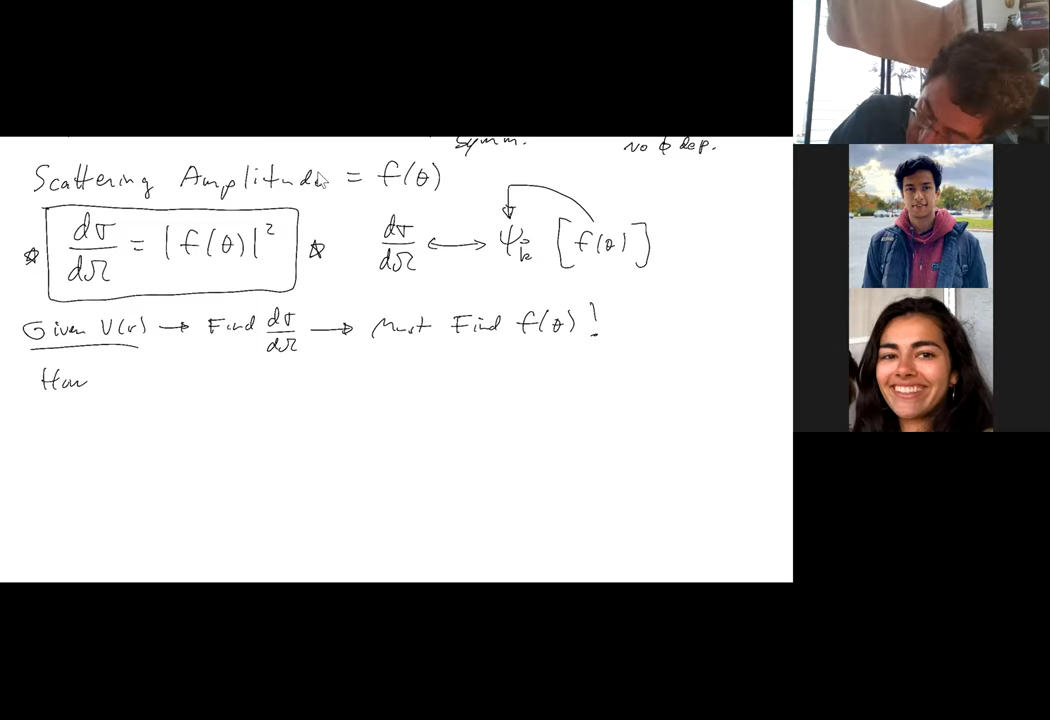 Symm. No ϕ dep.
Scattering Amplitude = f(θ)
dσ/dΩ = |f(θ)|² dσ/dΩ ⟷ ψ_k [f(θ)]
Given V(r) → Find dσ/dΩ → Must Find f(θ)!
How